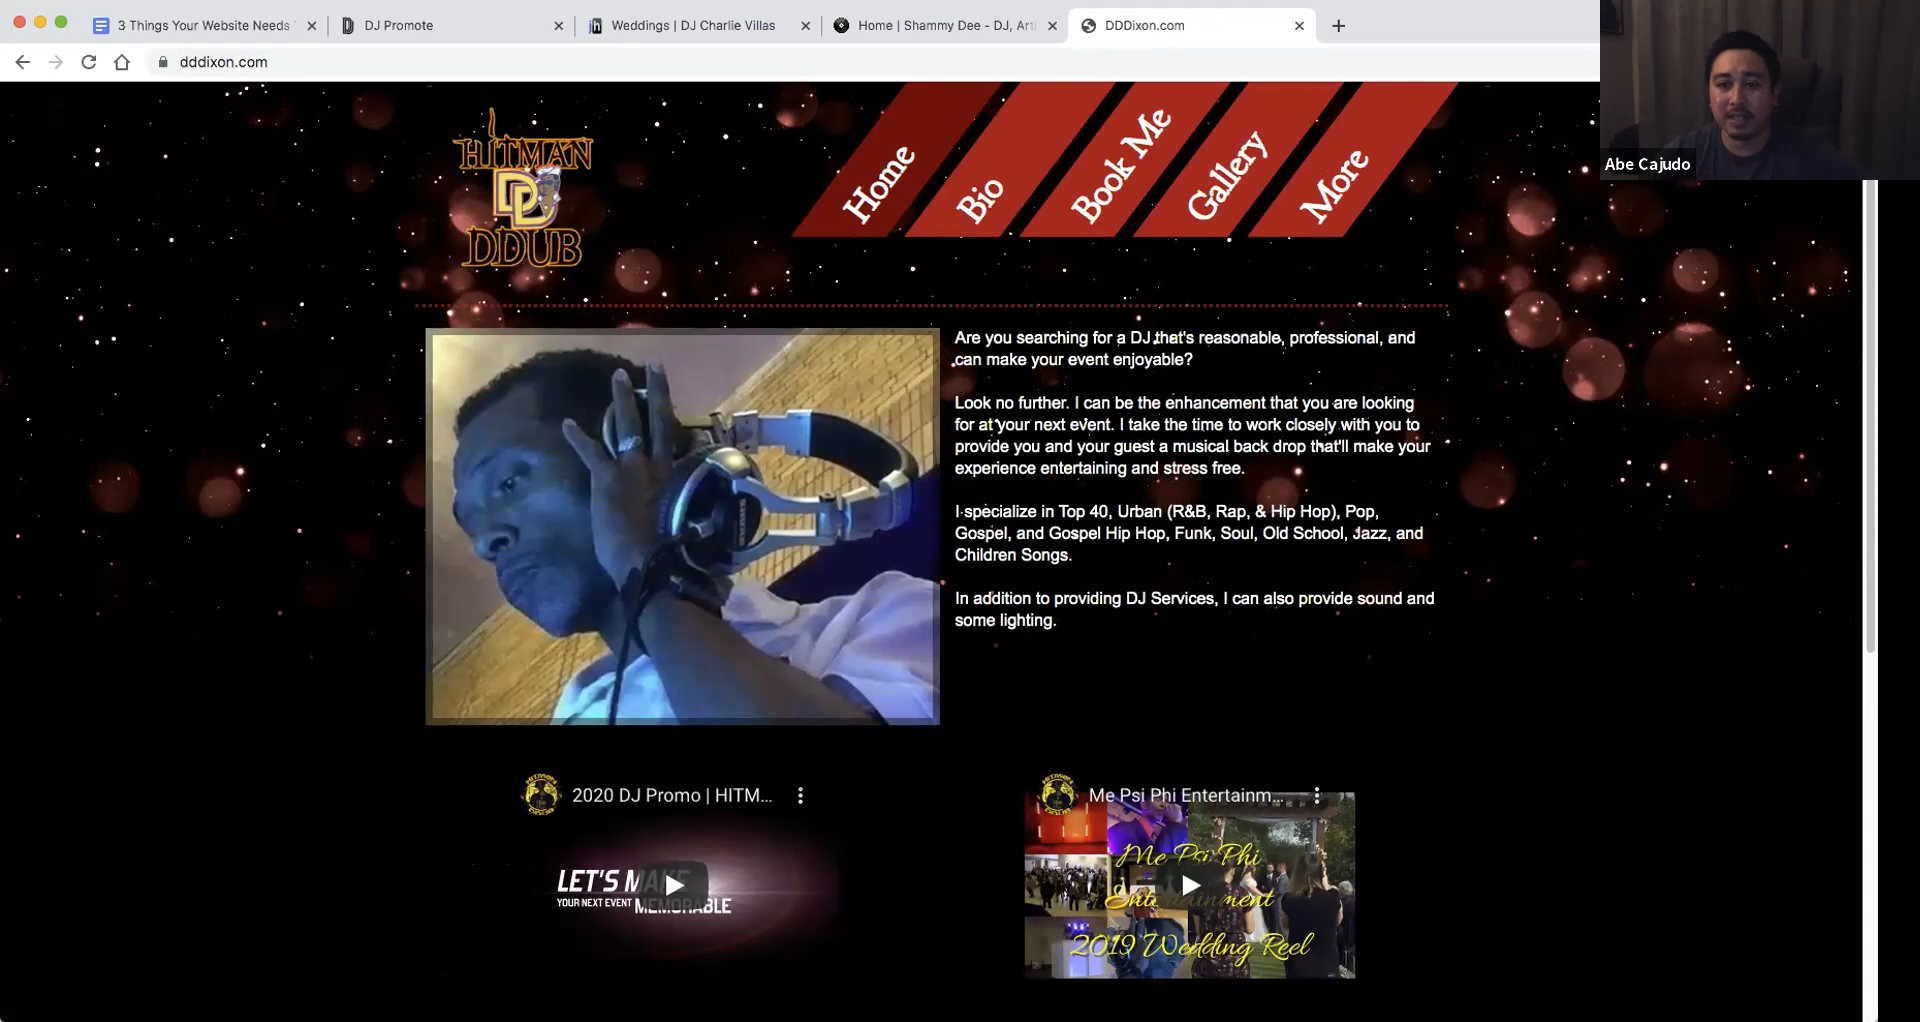 3 Things Your Website Needs
DJ Promote
Weddings | DJ Charlie Villas
Home | Shammy Dee - DJ, Arti
DDDixon.com
dddixon.com
Abe Cajudo
HITMAN
DD
DDUB
Home
Bio
Book Me
Gallery
More
Are you searching for a DJ that's reasonable, professional, and
can make your event enjoyable?
Look no further. I can be the enhancement that you are looking
for at your next event. I take the time to work closely with you to
provide you and your guest a musical back drop that'll make your
experience entertaining and stress free.
I specialize in Top 40, Urban (R&B, Rap, & Hip Hop), Pop,
Gospel, and Gospel Hip Hop, Funk, Soul, Old School, Jazz, and
Children Songs.
In addition to providing DJ Services, I can also provide sound and
some lighting.
2020 DJ Promo | HITM...
LET'S MAKE
YOUR NEXT EVENT MEMORABLE
Me Psi Phi Entertainm...
Me Psi Phi
Entertainment
2019 Wedding Reel